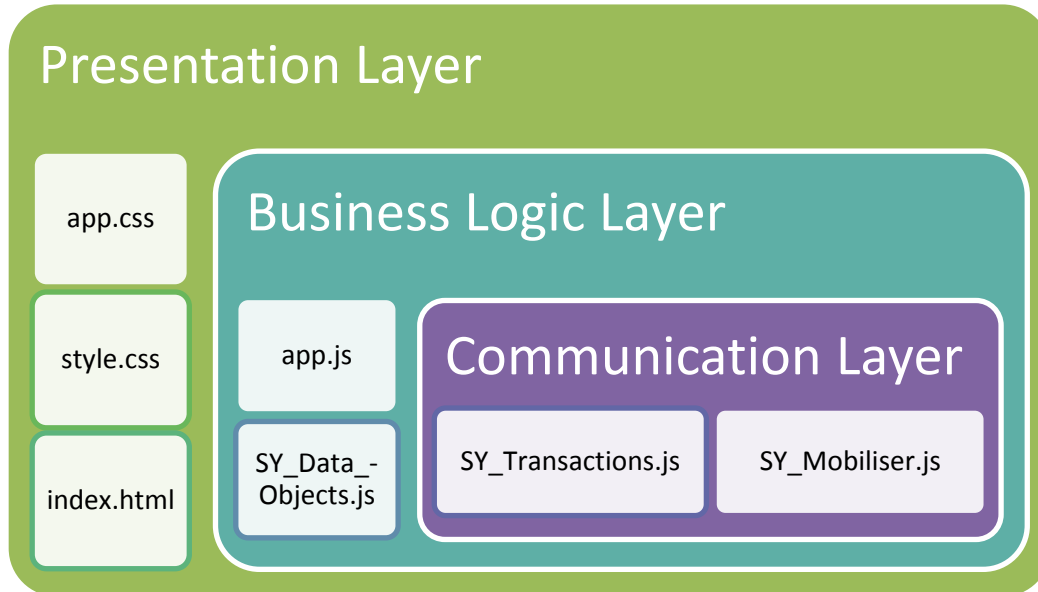 Presentation Layer
app.css
Business Logic Layer
style.css
app.js
Communication Layer
index.html
SY_Data_-
Objects.js
SY_Transactions.js
SY_Mobiliser.js